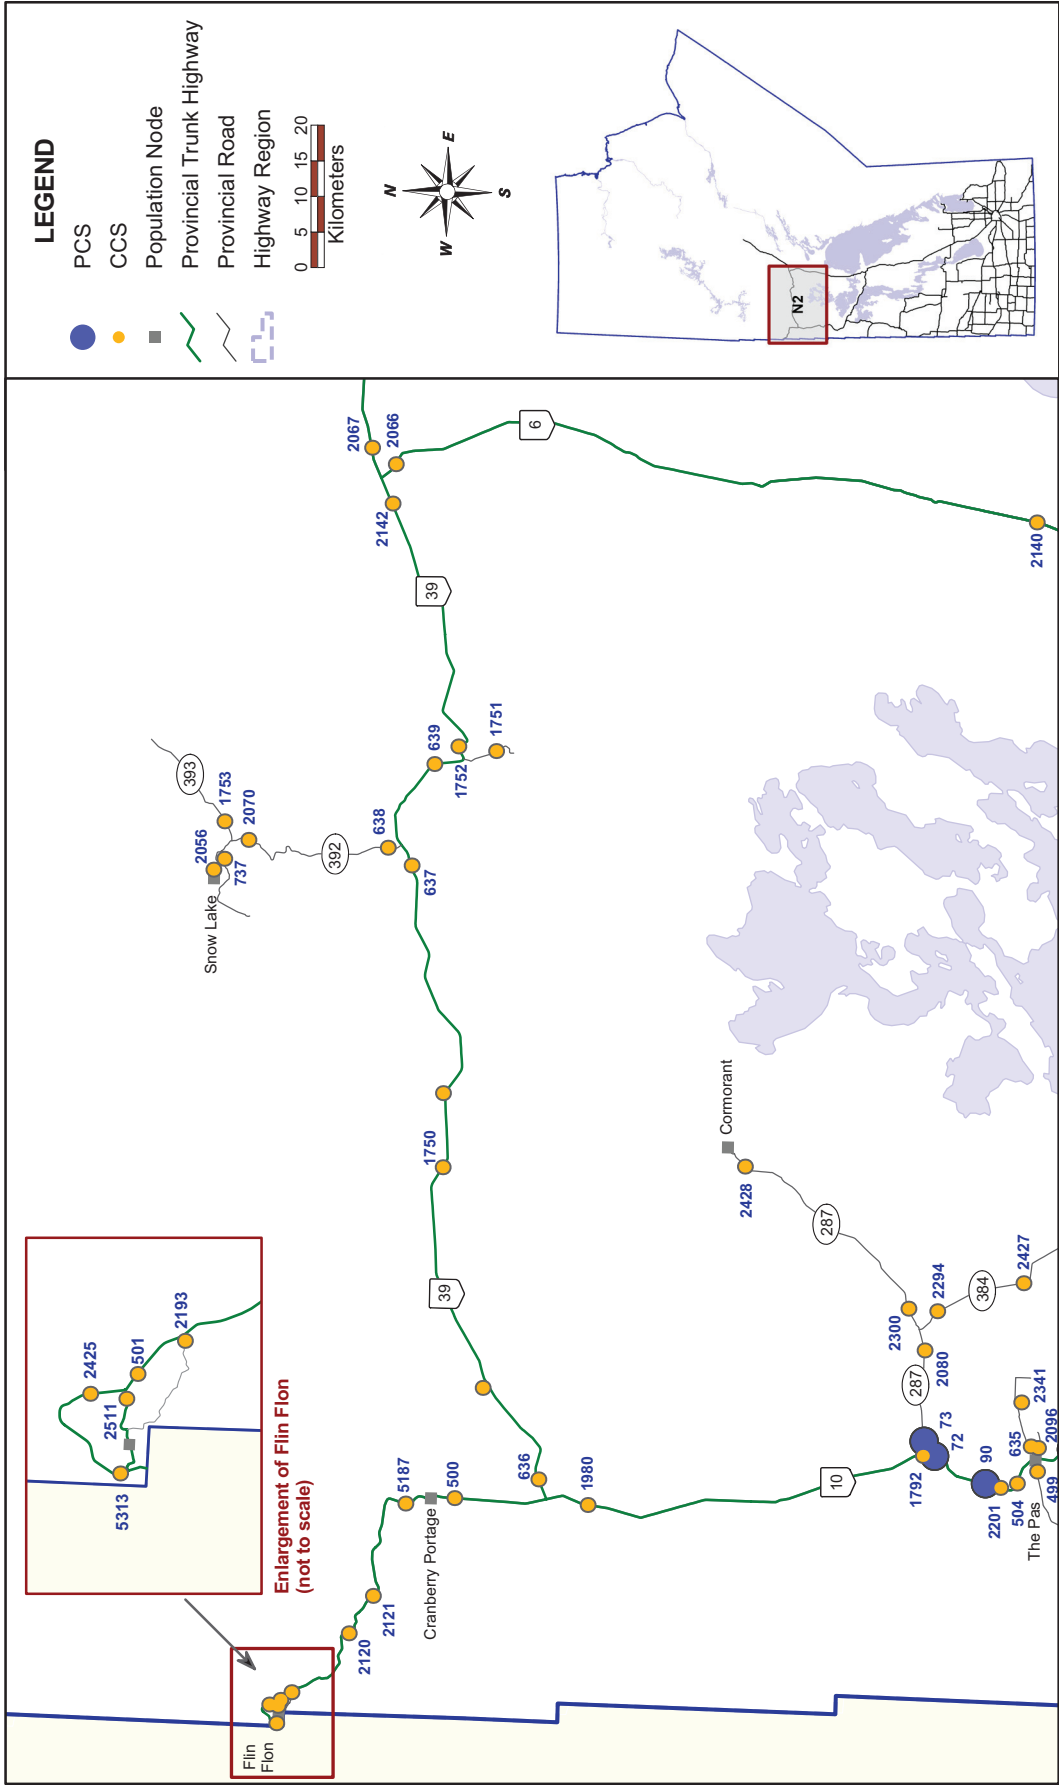 LEGEND
PCS
CCS
Population Node
Provincial Trunk Highway
Provincial Road
Highway Region
0 5 10 15 20
Kilometers
N
W
E
S
N2
2425
501
2193
2511
5313
Enlargement of Flin Flon
(not to scale)
Flin
Flon
2120
2121
5187
Cranberry Portage
500
636
1980
39
1750
Snow Lake
2056
737
1753
2070
393
392
638
637
639
1752
1751
39
2142
2067
2066
6
2140
10
Cormorant
2428
287
2300
2294
384
2427
2080
287
73
72
1792
90
2201
504
The Pas
635
2341
2096
499